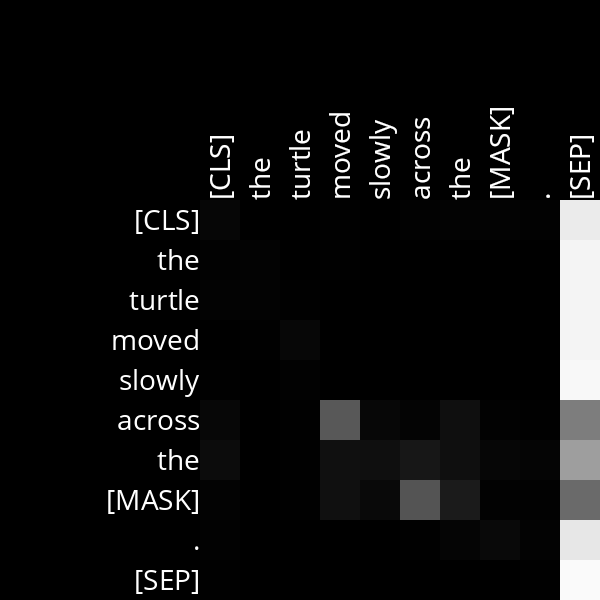 [CLS]
the
turtle
moved
slowly
across
the
[MASK]
.
[SEP]
[CLS]
the
turtle
moved
slowly
across
the
[MASK]
.
[SEP]